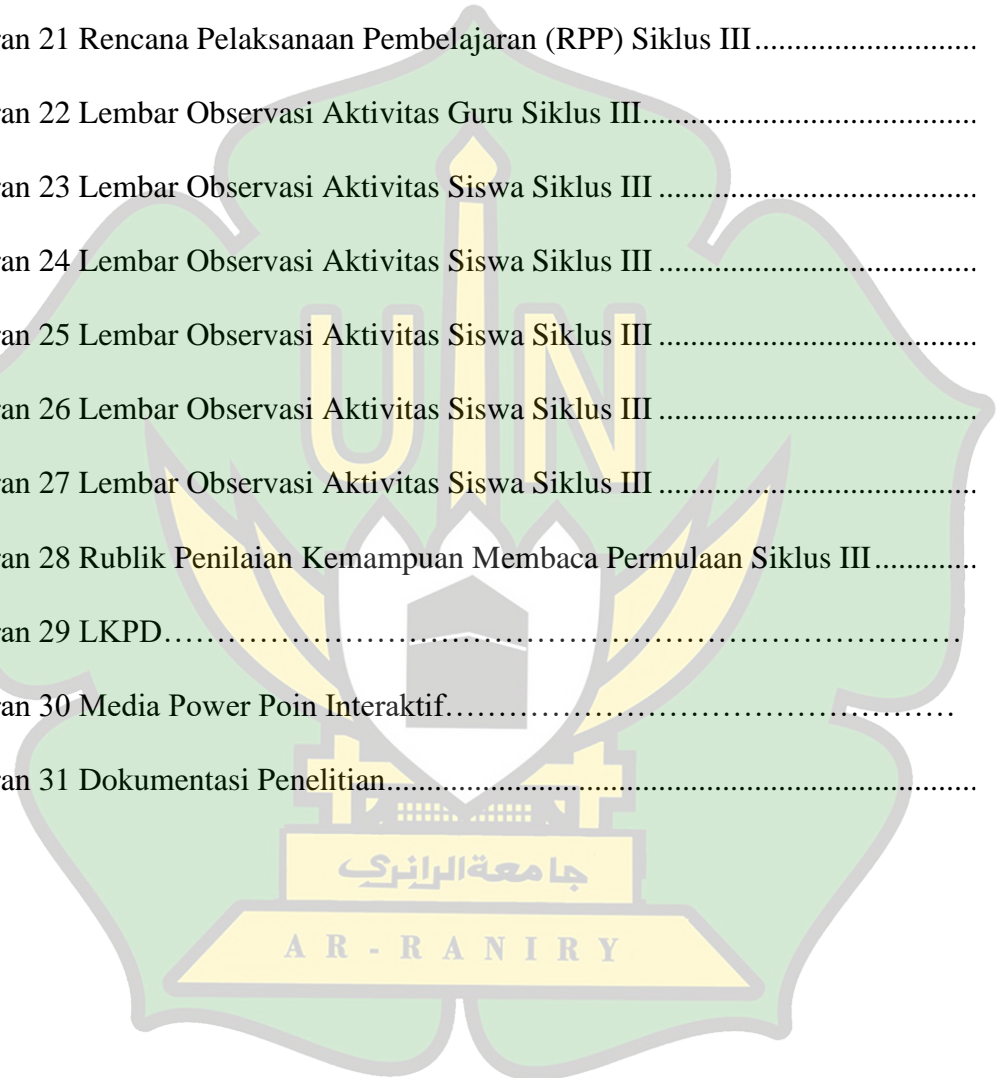 ran 21 Rencana Pelaksanaan Pembelajaran (RPP) Siklus III............................
ran 22 Lembar Observasi Aktivitas Guru Siklus III..........................................
ran 23 Lembar Observasi Aktivitas Siswa Siklus III ........................................
ran 24 Lembar Observasi Aktivitas Siswa Siklus III ........................................
ran 25 Lembar Observasi Aktivitas Siswa Siklus III ........................................
ran 26 Lembar Observasi Aktivitas Siswa Siklus III ........................................
ran 27 Lembar Observasi Aktivitas Siswa Siklus III ........................................
ran 28 Rublik Penilaian Kemampuan Membaca Permulaan Siklus III.............
ran 29 LKPD……………………………………………………………………
ran 30 Media Power Poin Interaktif……………………………………………
ran 31 Dokumentasi Penelitian..........................................................................
UIN
جامعة الرانري
AR-RANIRY